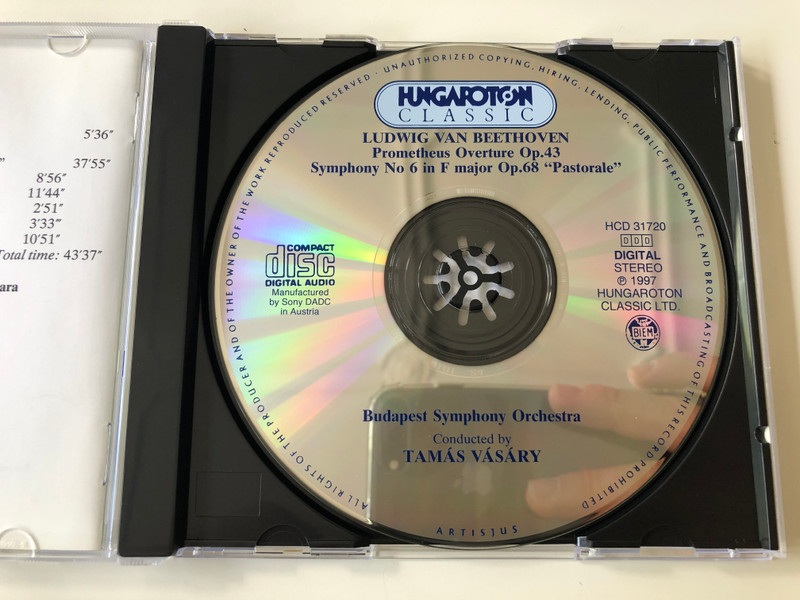 5'36"
" 37'55"
8'56"
11'44"
2'51"
3'33"
10'51"
Total time: 43'37"
ara
ALL RIGHTS OF THE PRODUCER AND OF THE OWNER OF THE WORK REPRODUCED RESERVED · UNAUTHORIZED COPYING, HIRING, LENDING, PUBLIC PERFORMANCE AND BROADCASTING OF THIS RECORD PROHIBITED
HUNGAROTON
CLASSIC
LUDWIG VAN BEETHOVEN
Prometheus Overture Op.43
Symphony No 6 in F major Op.68 "Pastorale"
COMPACT
disc
DIGITAL AUDIO
Manufactured
by Sony DADC
in Austria
HCD 31720
DDD
DIGITAL
STEREO
℗ 1997
HUNGAROTON
CLASSIC LTD.
BIEM
Budapest Symphony Orchestra
Conducted by
TAMÁS VÁSÁRY
ARTISJUS